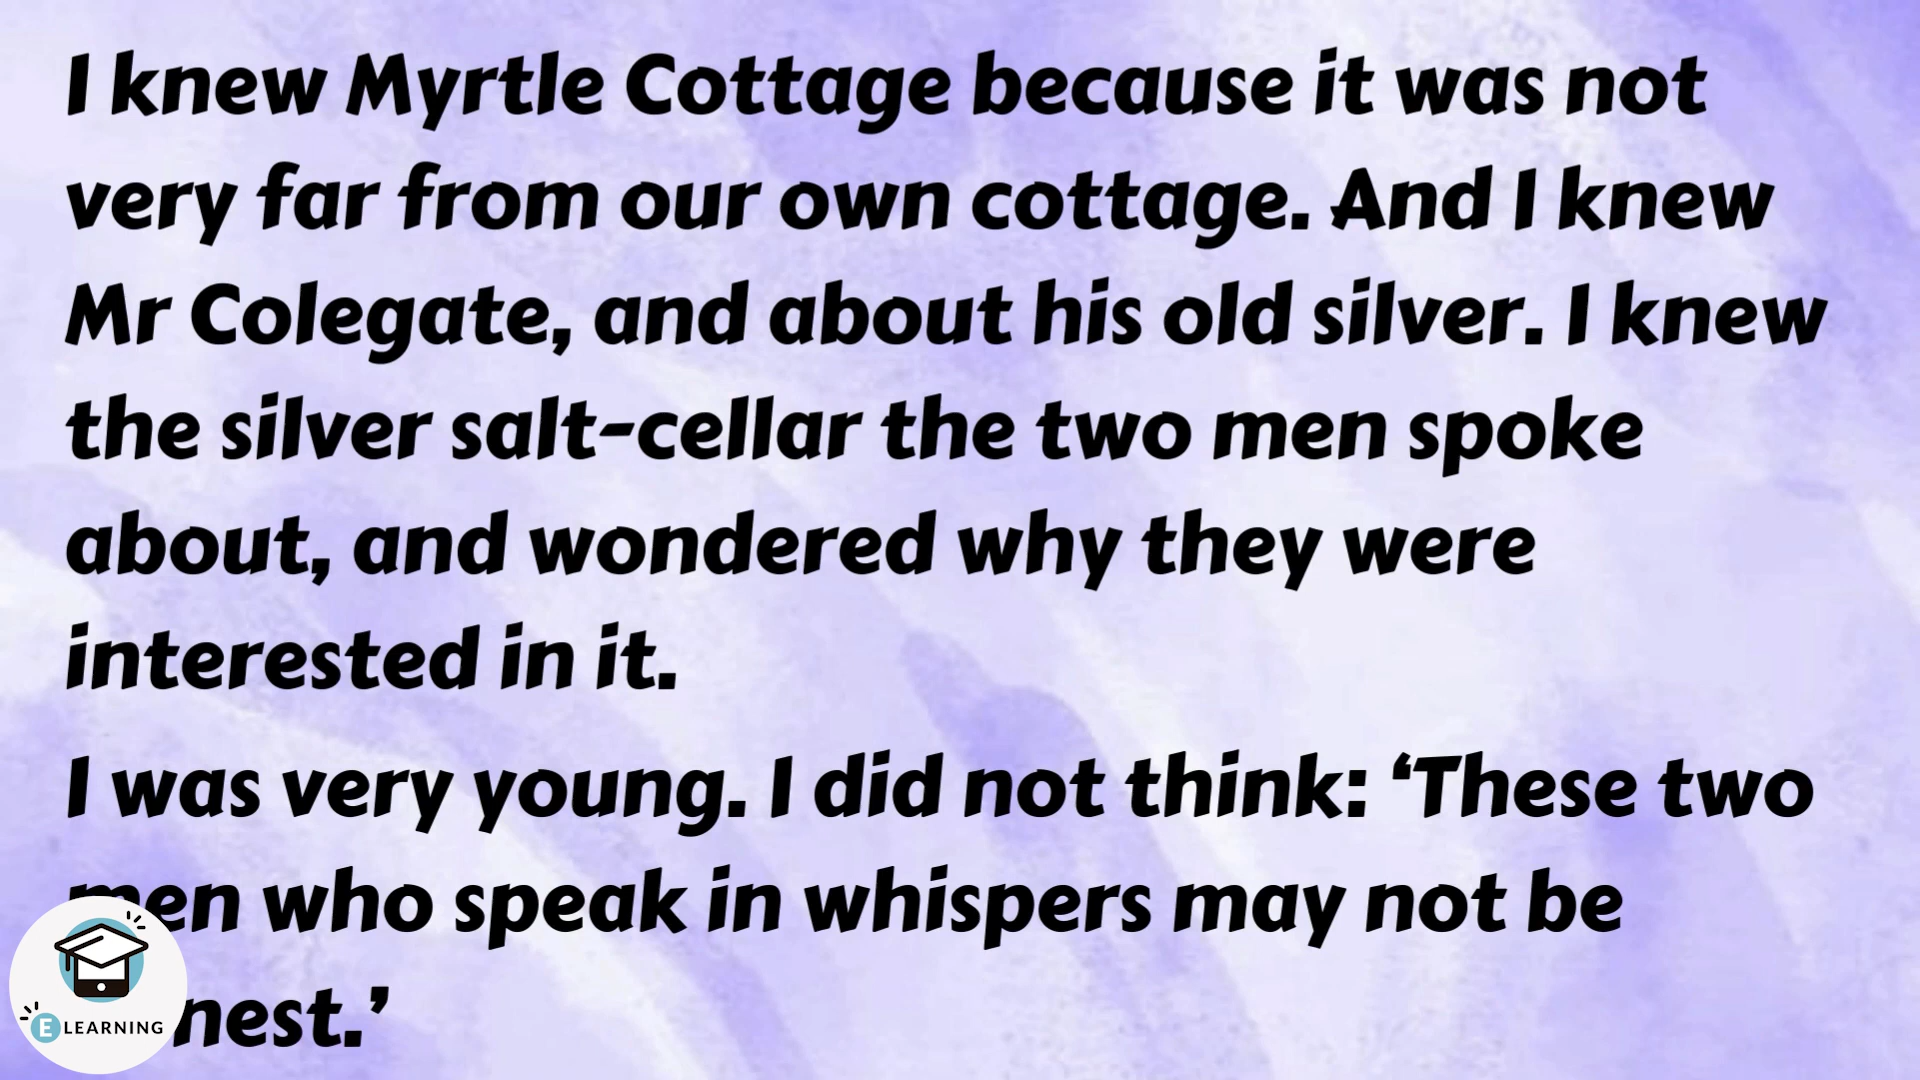 I knew Myrtle Cottage because it was not
very far from our own cottage. And I knew
Mr Colegate, and about his old silver. I knew
the silver salt-cellar the two men spoke
about, and wondered why they were
interested in it.
I was very young. I did not think: ‘These two
men who speak in whispers may not be
nest.’
E LEARNING